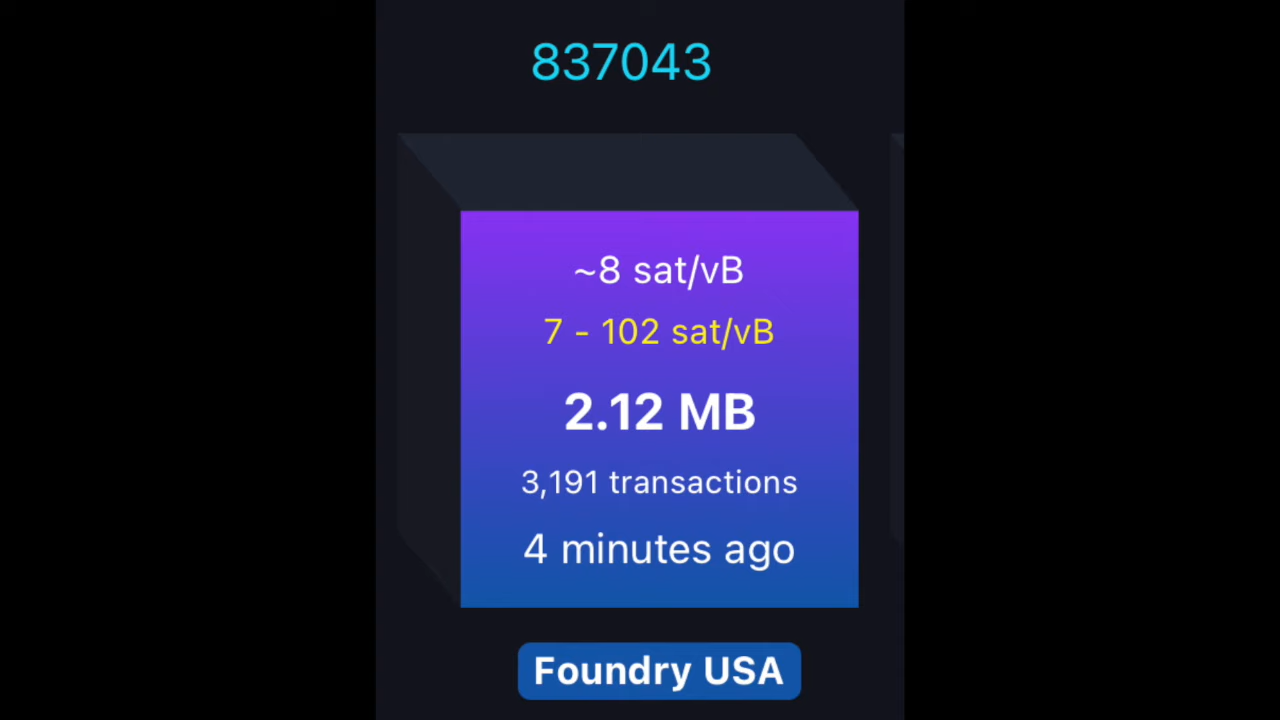 837043
~8 sat/vB
7 - 102 sat/vB
2.12 MB
3,191 transactions
4 minutes ago
Foundry USA